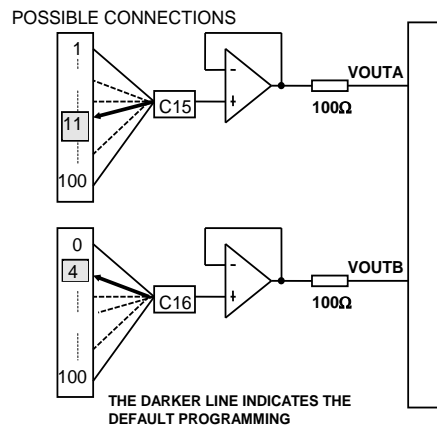 POSSIBLE CONNECTIONS
1
11
100
C15
-
+
VOUTA
100Ω
0
4
100
C16
-
+
VOUTB
100Ω
THE DARKER LINE INDICATES THE
DEFAULT PROGRAMMING